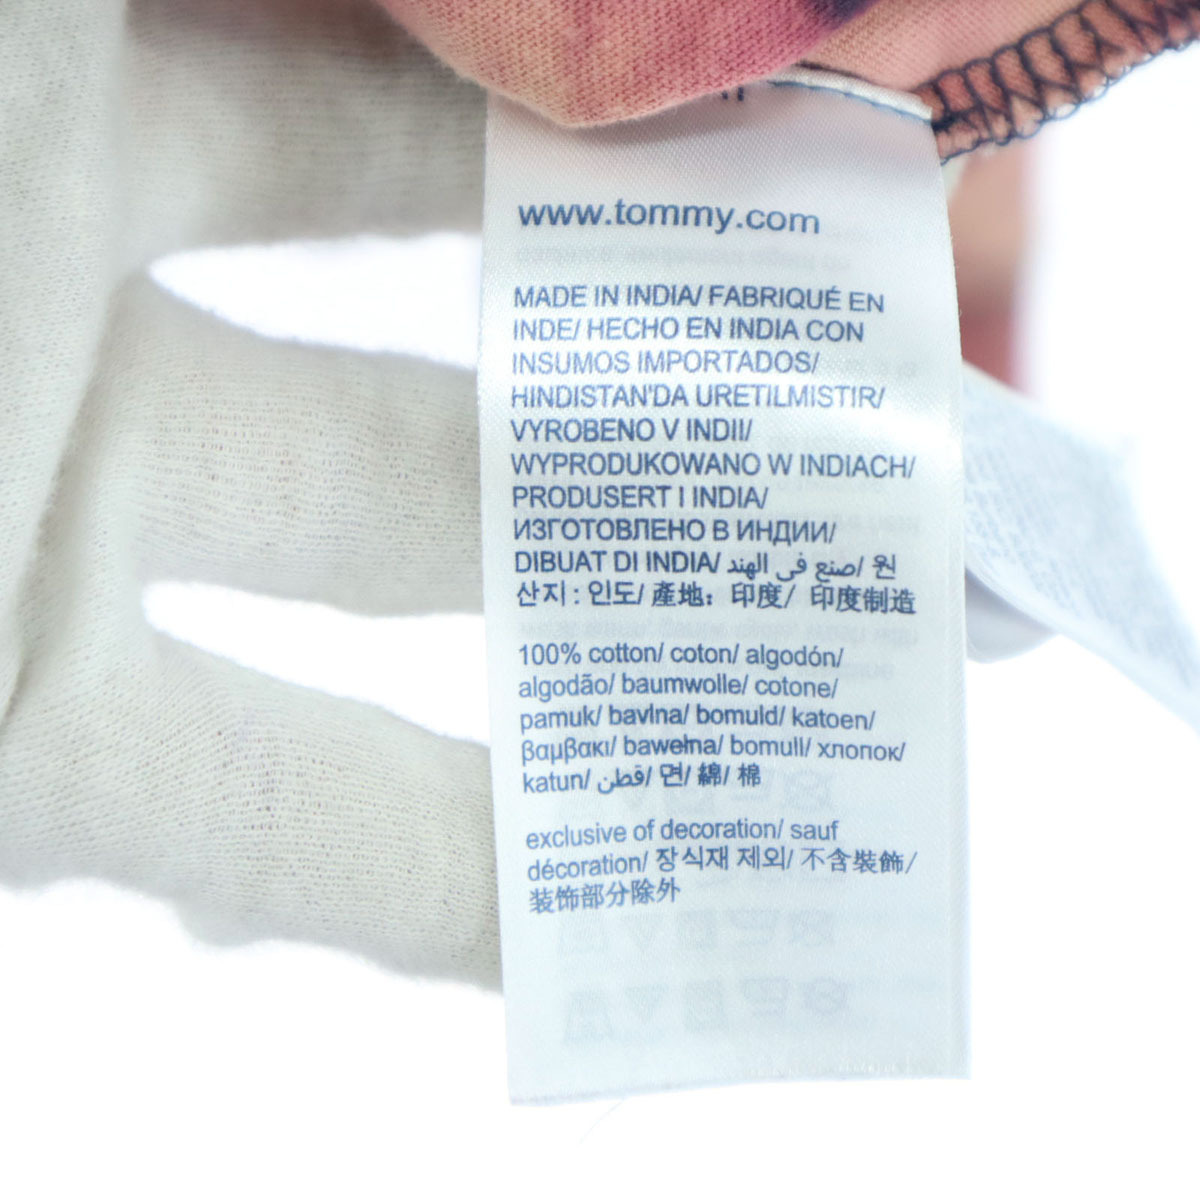 www.tommy.com
MADE IN INDIA/ FABRIQUÉ EN
INDE/ HECHO EN INDIA CON
INSUMOS IMPORTADOS/
HINDISTAN'DA URETILMISTIR/
VYROBENO V INDII/
WYPRODUKOWANO W INDIACH/
PRODUSERT I INDIA/
ИЗГОТОВЛЕНО В ИНДИИ/
DIBUAT DI INDIA/ صنع في الهند/ 원
산지 : 인도/ 產地：印度/ 印度制造
100% cotton/ coton/ algodón/
algodão/ baumwolle/ cotone/
pamuk/ bavlna/ bomuld/ katoen/
βαμβακι/ bawełna/ bomull/ хлопок/
katun/ قطن/ 면/ 綿/ 棉
exclusive of decoration/ sauf
décoration/ 장식재 제외/ 不含裝飾/
装饰部分除外